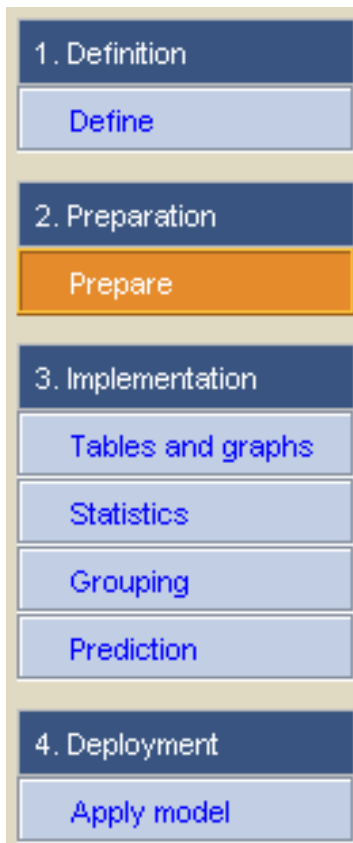 1. Definition
Define
2. Preparation
Prepare
3. Implementation
Tables and graphs
Statistics
Grouping
Prediction
4. Deployment
Apply model